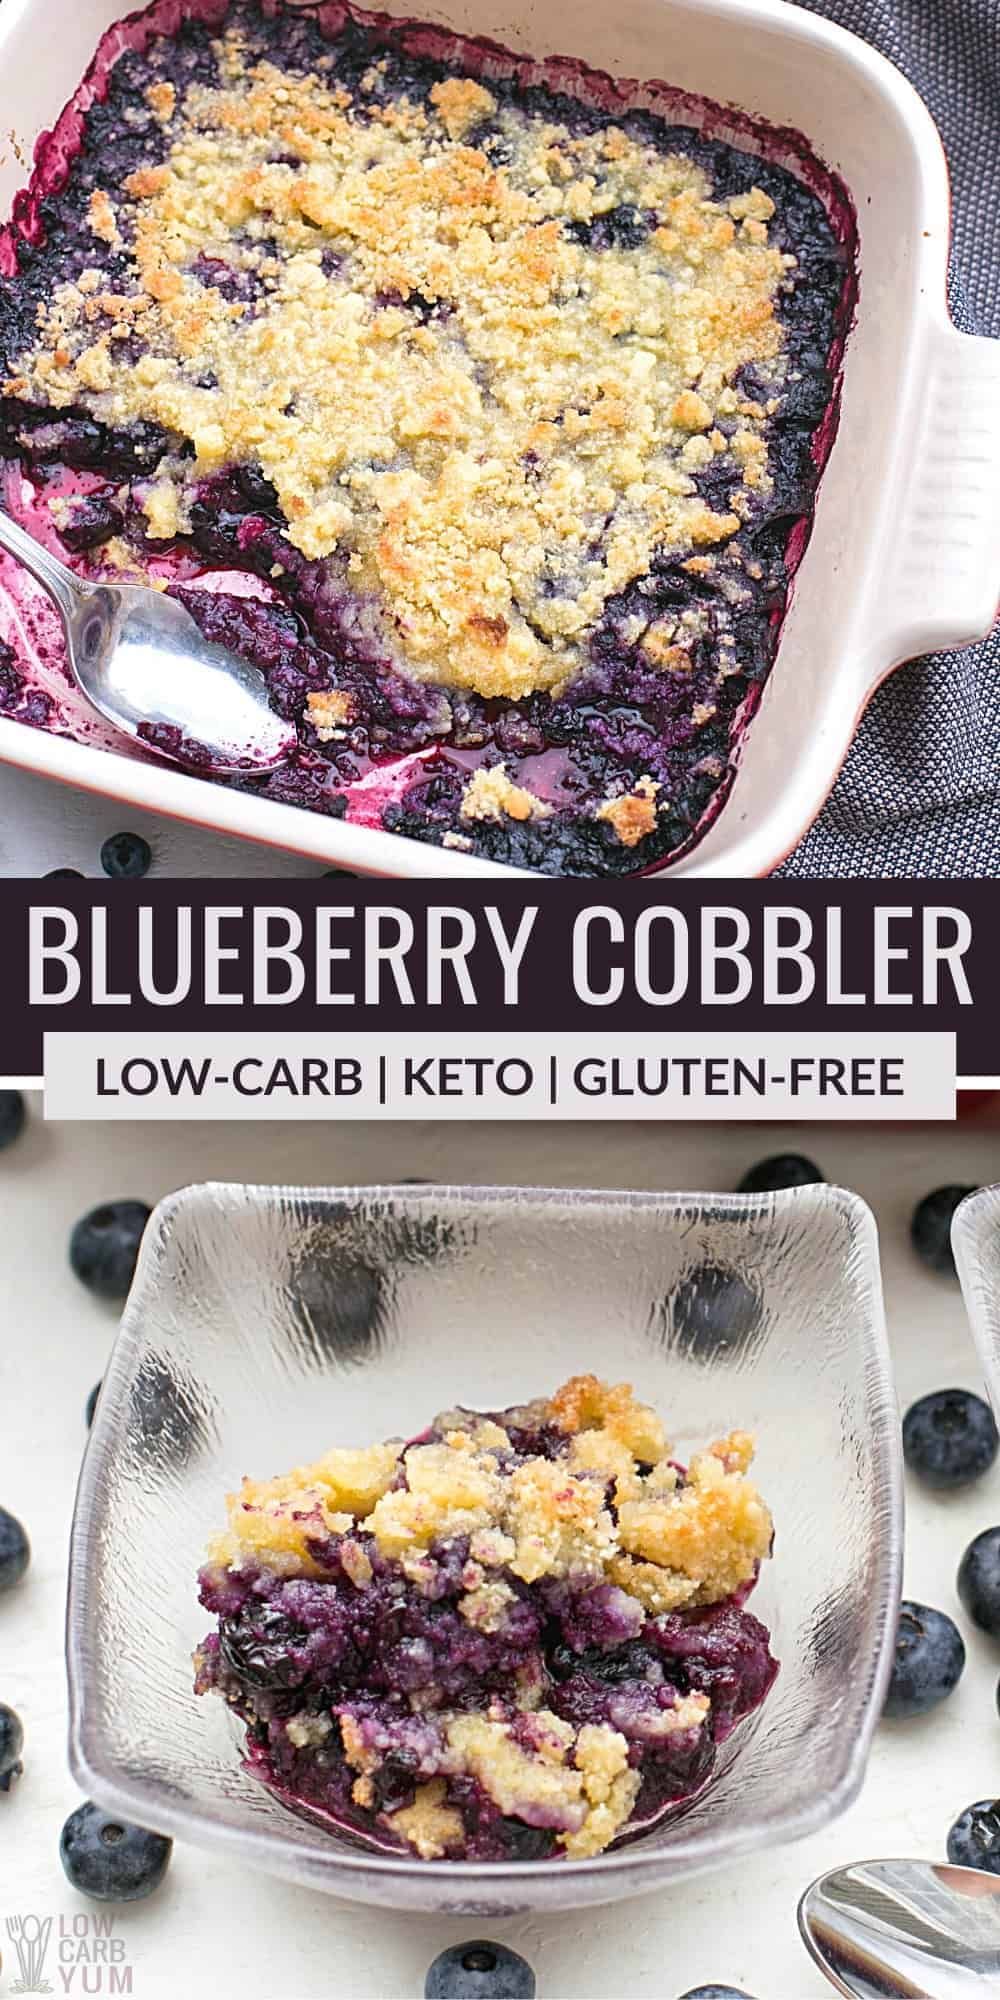 BLUEBERRY COBBLER
LOW-CARB | KETO | GLUTEN-FREE
LOW
CARB
YUM